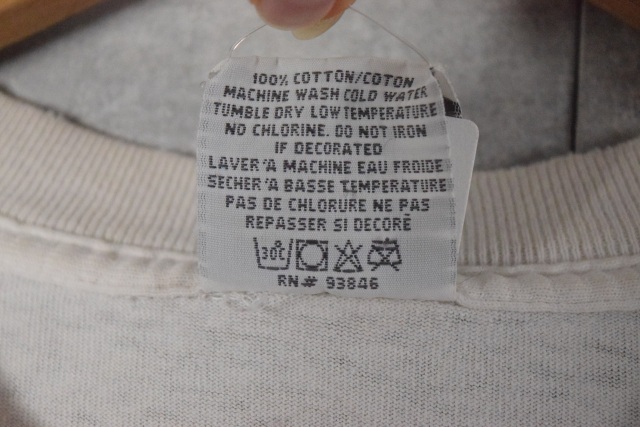 100% COTTON/COTON
MACHINE WASH COLD WATER
TUMBLE DRY LOW TEMPERATURE
NO CHLORINE. DO NOT IRON
IF DECORATED
LAVER 'A MACHINE EAU FROIDE
SECHER 'A BASSE TEMPERATURE
PAS DE CHLORURE NE PAS
REPASSER SI DECORĒ
30C
RN# 93846